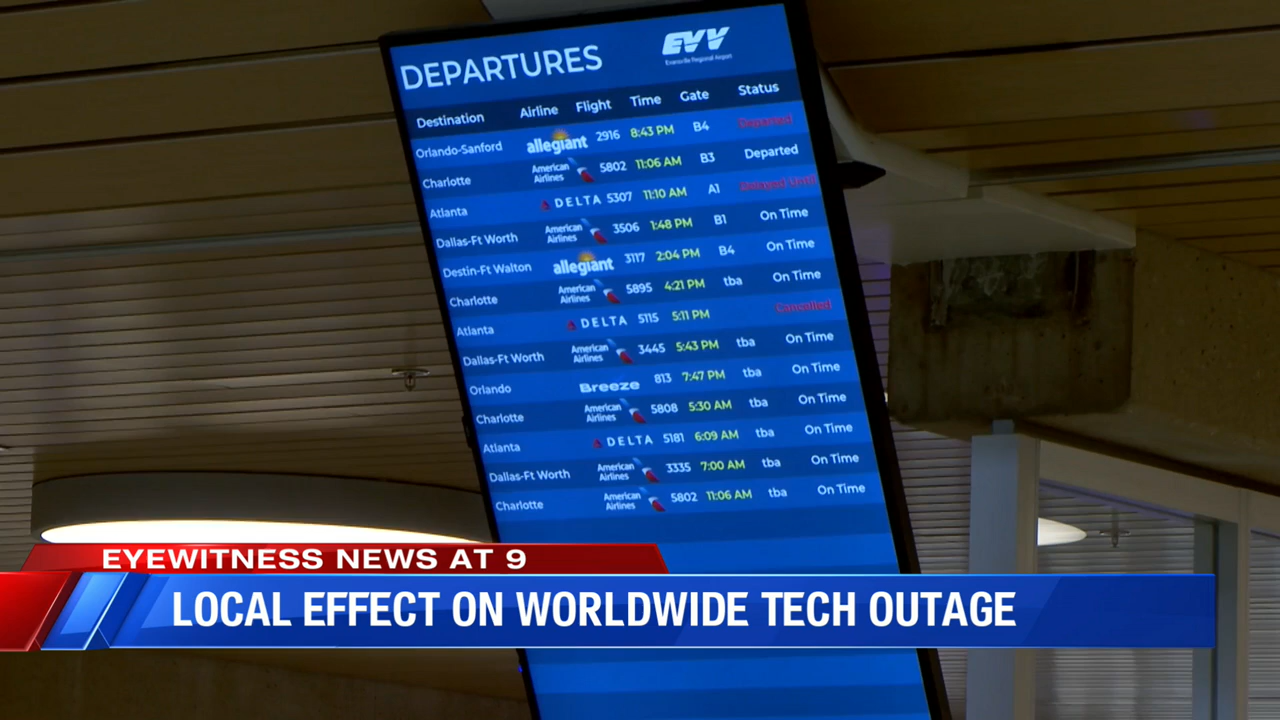 DEPARTURES
EVV
Evansville Regional Airport
Destination Airline Flight Time Gate Status
Orlando-Sanford allegiant 2916 8:43 PM B4 Departed
Charlotte American Airlines 5802 11:06 AM B3 Departed
Atlanta DELTA 5307 11:10 AM A1 Delayed Until
Dallas-Ft Worth American Airlines 3506 1:48 PM B1 On Time
Destin-Ft Walton allegiant 3117 2:04 PM B4 On Time
Charlotte American Airlines 5895 4:21 PM tba On Time
Atlanta DELTA 5115 5:11 PM Cancelled
Dallas-Ft Worth American Airlines 3445 5:43 PM tba On Time
Orlando Breeze 813 7:47 PM tba On Time
Charlotte American Airlines 5808 5:30 AM tba On Time
Atlanta DELTA 5181 6:09 AM tba On Time
Dallas-Ft Worth American Airlines 3335 7:00 AM tba On Time
Charlotte American Airlines 5802 11:06 AM tba On Time
EYEWITNESS NEWS AT 9
LOCAL EFFECT ON WORLDWIDE TECH OUTAGE